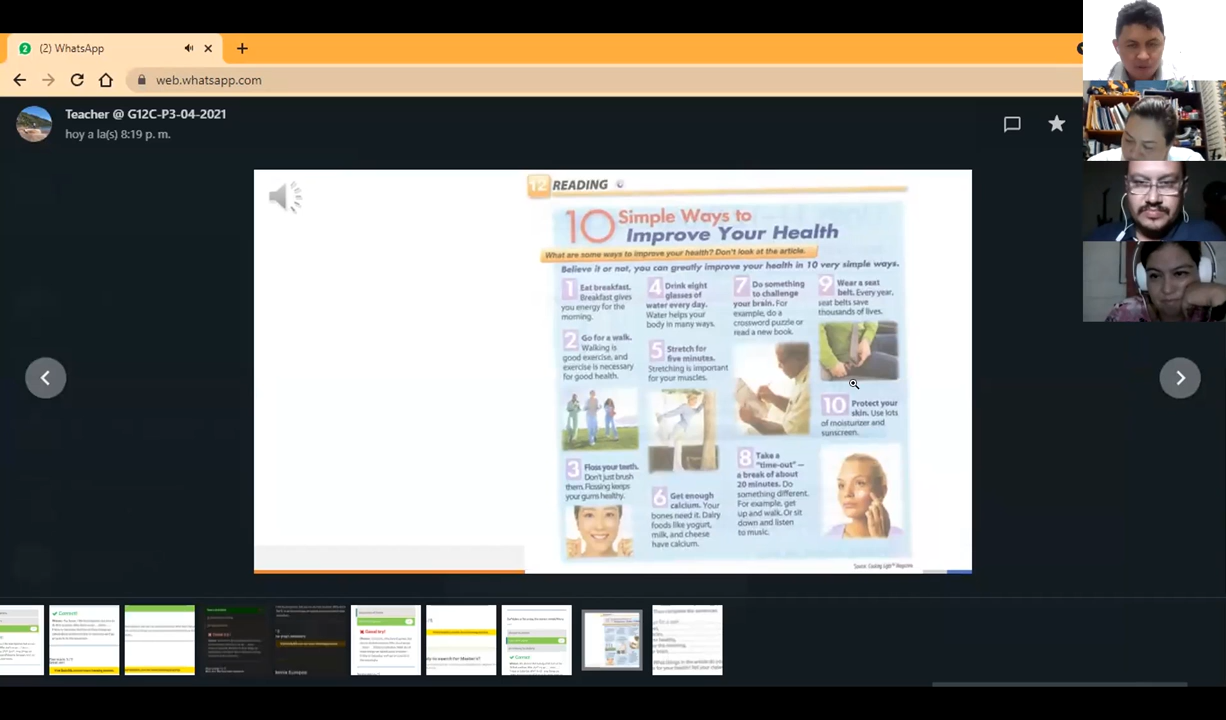 (2) WhatsApp
web.whatsapp.com
Teacher @ G12C-P3-04-2021
hoy a la(s) 8:19 p. m.
12 READING
10 Simple Ways to
Improve Your Health
What are some ways to improve your health? Don't look at the article.
Believe it or not, you can greatly improve your health in 10 very simple ways.
1 Eat breakfast.
Breakfast gives
you energy for the
morning.
2 Go for a walk.
Walking is
good exercise, and
exercise is necessary
for good health.
3 Floss your teeth.
Don't just brush
them. Flossing keeps
your gums healthy.
4 Drink eight
glasses of
water every day.
Water helps your
body in many ways.
5 Stretch for
five minutes.
Stretching is important
for your muscles.
6 Get enough
calcium. Your
bones need it. Dairy
foods like yogurt,
milk, and cheese
have calcium.
7 Do something
to challenge
your brain. For
example, do a
crossword puzzle or
read a new book.
8 Take a
"time-out" –
a break of about
20 minutes. Do
something different.
For example, get
up and walk. Or sit
down and listen
to music.
9 Wear a seat
belt. Every year,
seat belts save
thousands of lives.
10 Protect your
skin. Use lots
of moisturizer and
sunscreen.
Source: Cooking Light® Magazine
Correct!
Good try!